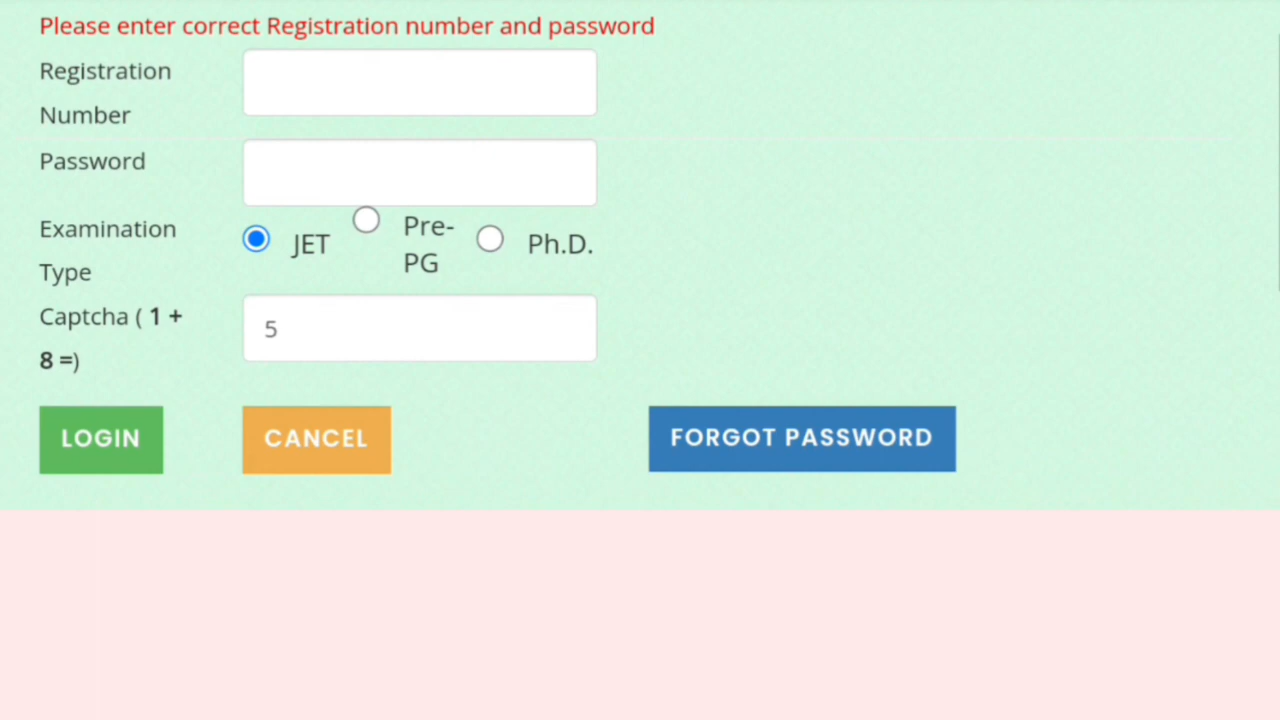 Please enter correct Registration number and password
Registration
Number
Password
Examination
Type
JET
Pre-
PG
Ph.D.
Captcha ( 1 +
8 =)
5
LOGIN
CANCEL
FORGOT PASSWORD